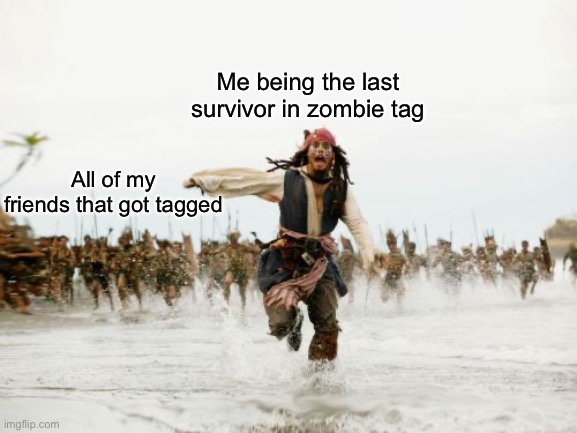 Me being the last
survivor in zombie tag
All of my
friends that got tagged
imgflip.com